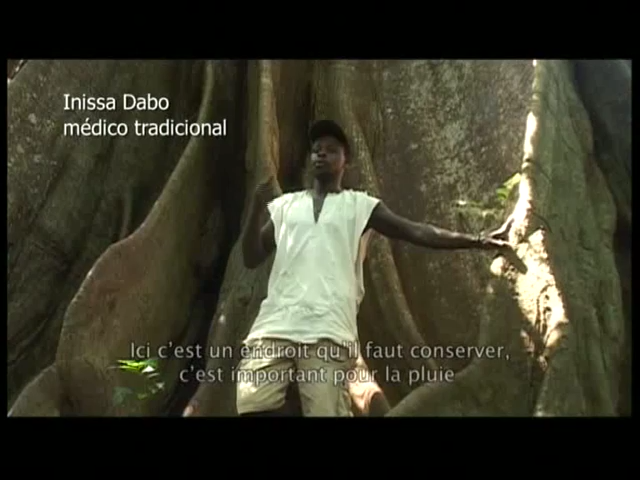 Inissa Dabo
médico tradicional
Ici c'est un endroit qu'il faut conserver,
c'est important pour la pluie